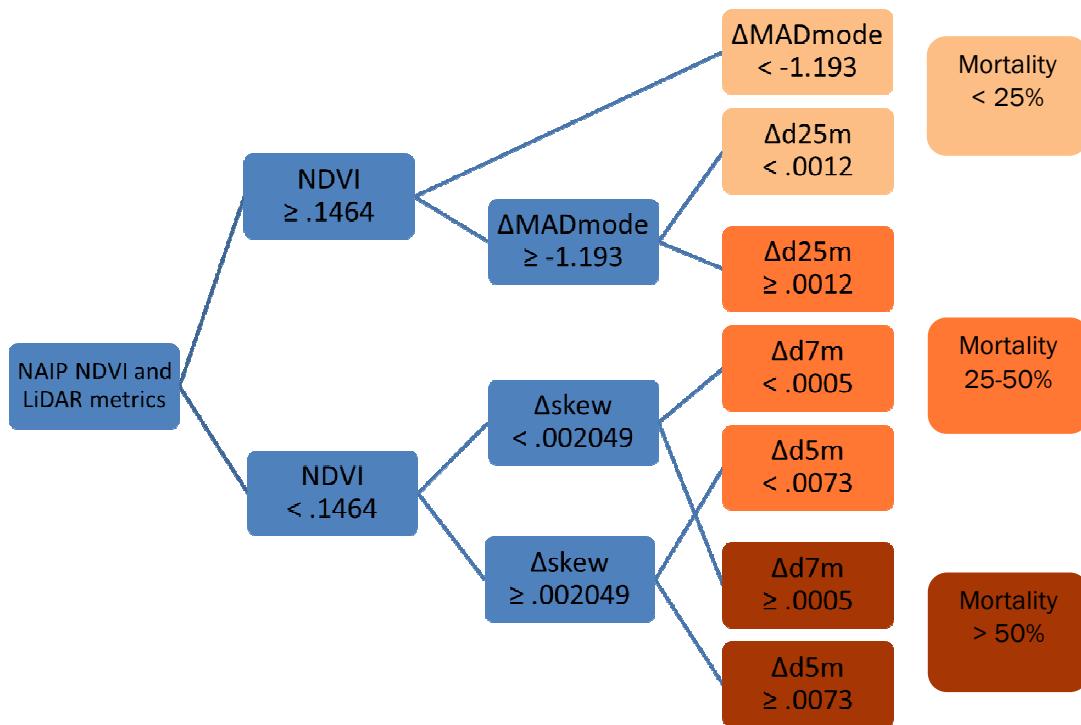 NAIP NDVI and
LiDAR metrics
NDVI
≥ .1464
NDVI
< .1464
ΔMADmode
≥ -1.193
Δskew
< .002049
Δskew
≥ .002049
ΔMADmode
< -1.193
Δd25m
< .0012
Δd25m
≥ .0012
Δd7m
< .0005
Δd5m
< .0073
Δd7m
≥ .0005
Δd5m
≥ .0073
Mortality
< 25%
Mortality
25-50%
Mortality
> 50%